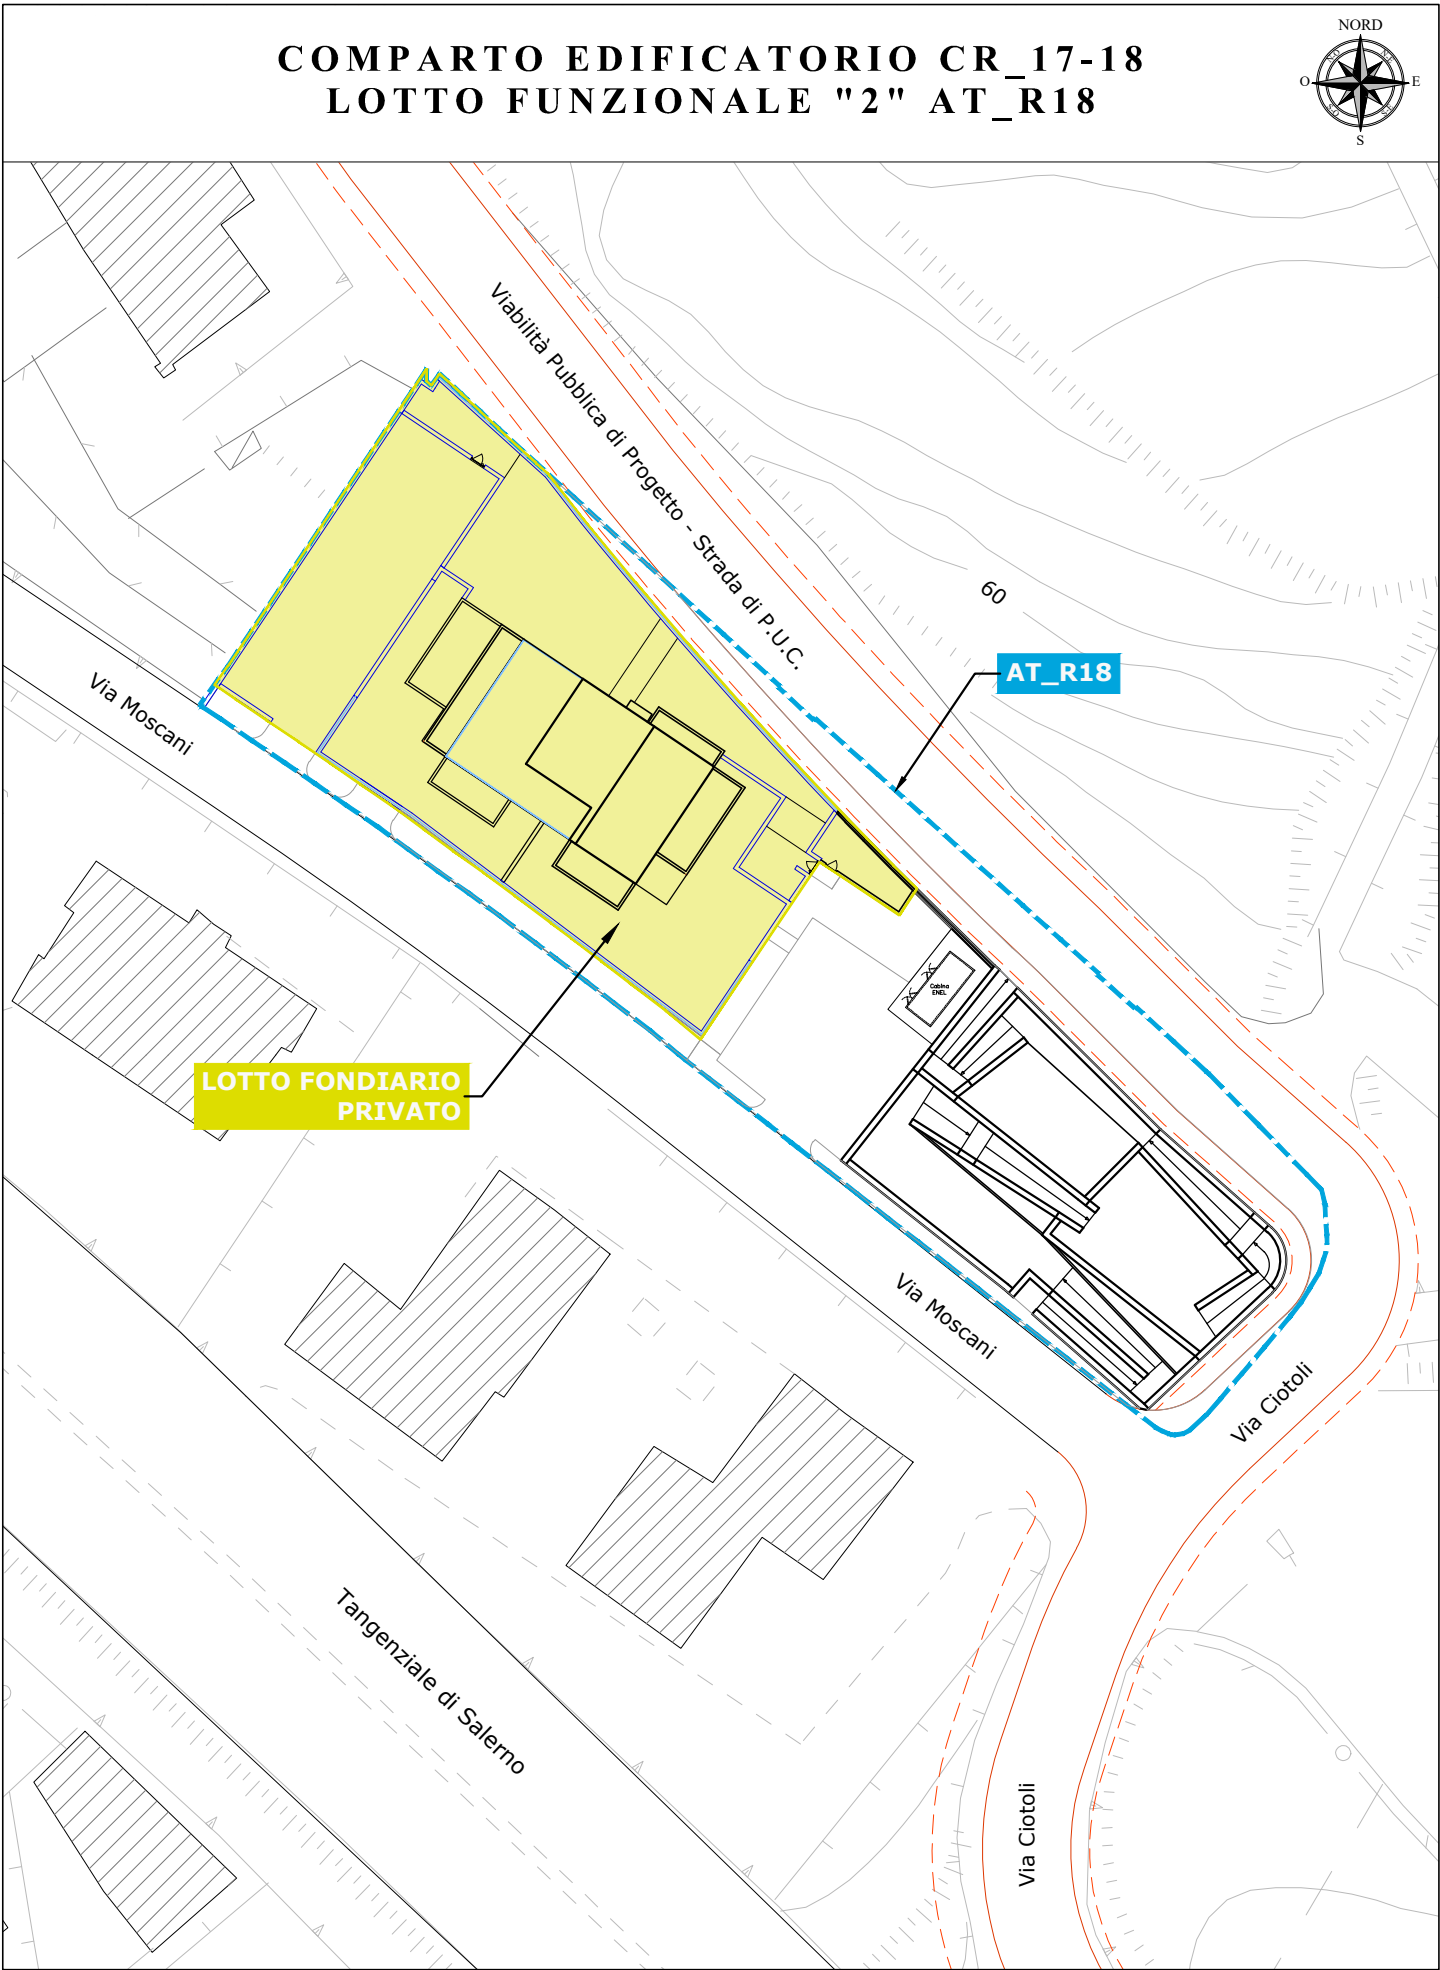 COMPARTO EDIFICATORIO CR_17-18
LOTTO FUNZIONALE "2" AT_R18
NORD
O
E
S
Viabilità Pubblica di Progetto - Strada di P.U.C.
60
AT_R18
Via Moscani
Cabina
ENEL
LOTTO FONDIARIO
PRIVATO
Via Moscani
Via Ciotoli
Tangenziale di Salerno
Via Ciotoli